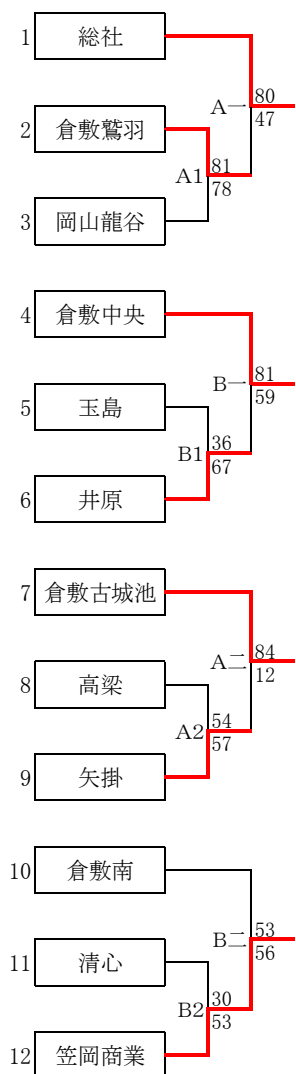 1 総社
A一 80
47
2 倉敷鷲羽
A1 81
78
3 岡山龍谷
4 倉敷中央
B一 81
59
5 玉島
B1 36
67
6 井原
7 倉敷古城池
A二 84
12
8 高梁
A2 54
57
9 矢掛
10 倉敷南
B二 53
56
11 清心
B2 30
53
12 笠岡商業